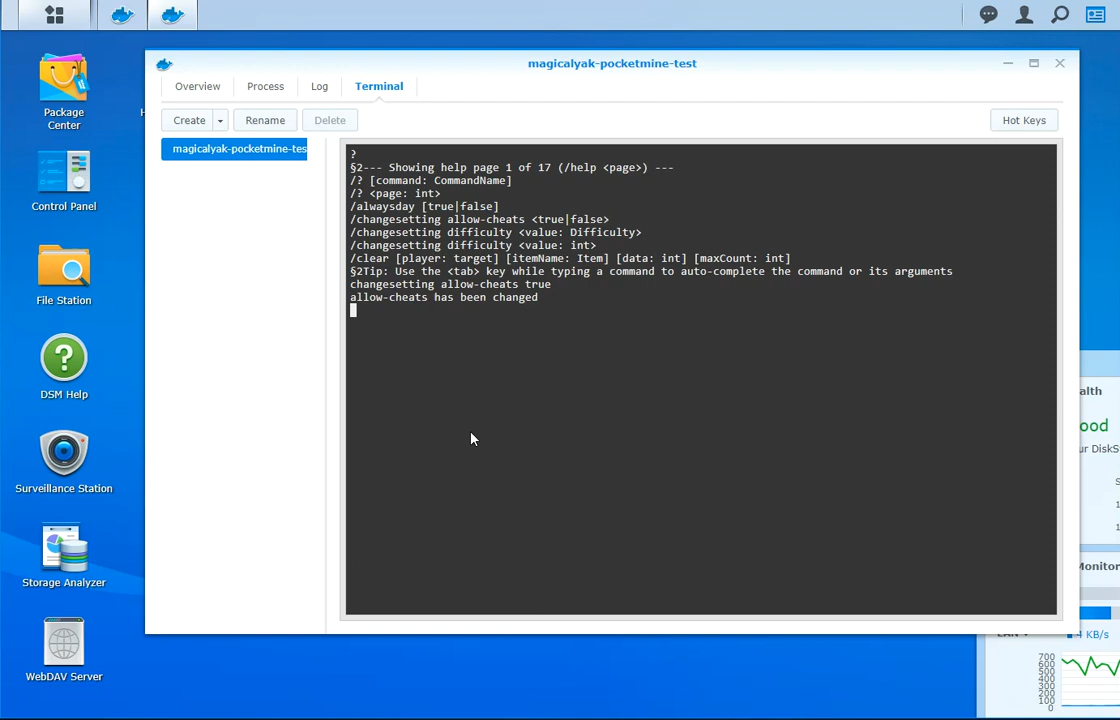 magicalyak-pocketmine-test
Overview
Process
Log
Terminal
Create
Rename
Delete
Hot Keys
magicalyak-pocketmine-tes
?
§2--- Showing help page 1 of 17 (/help <page>) ---
/? [command: CommandName]
/? <page: int>
/alwaysday [true|false]
/changesetting allow-cheats <true|false>
/changesetting difficulty <value: Difficulty>
/changesetting difficulty <value: int>
/clear [player: target] [itemName: Item] [data: int] [maxCount: int]
§2Tip: Use the <tab> key while typing a command to auto-complete the command or its arguments
changesetting allow-cheats true
allow-cheats has been changed
Package
Center
Control Panel
File Station
DSM Help
Surveillance Station
Storage Analyzer
WebDAV Server
alth
ood
ur DiskS
Monitor
4 KB/s
700
600
500
400
300
200
100
0